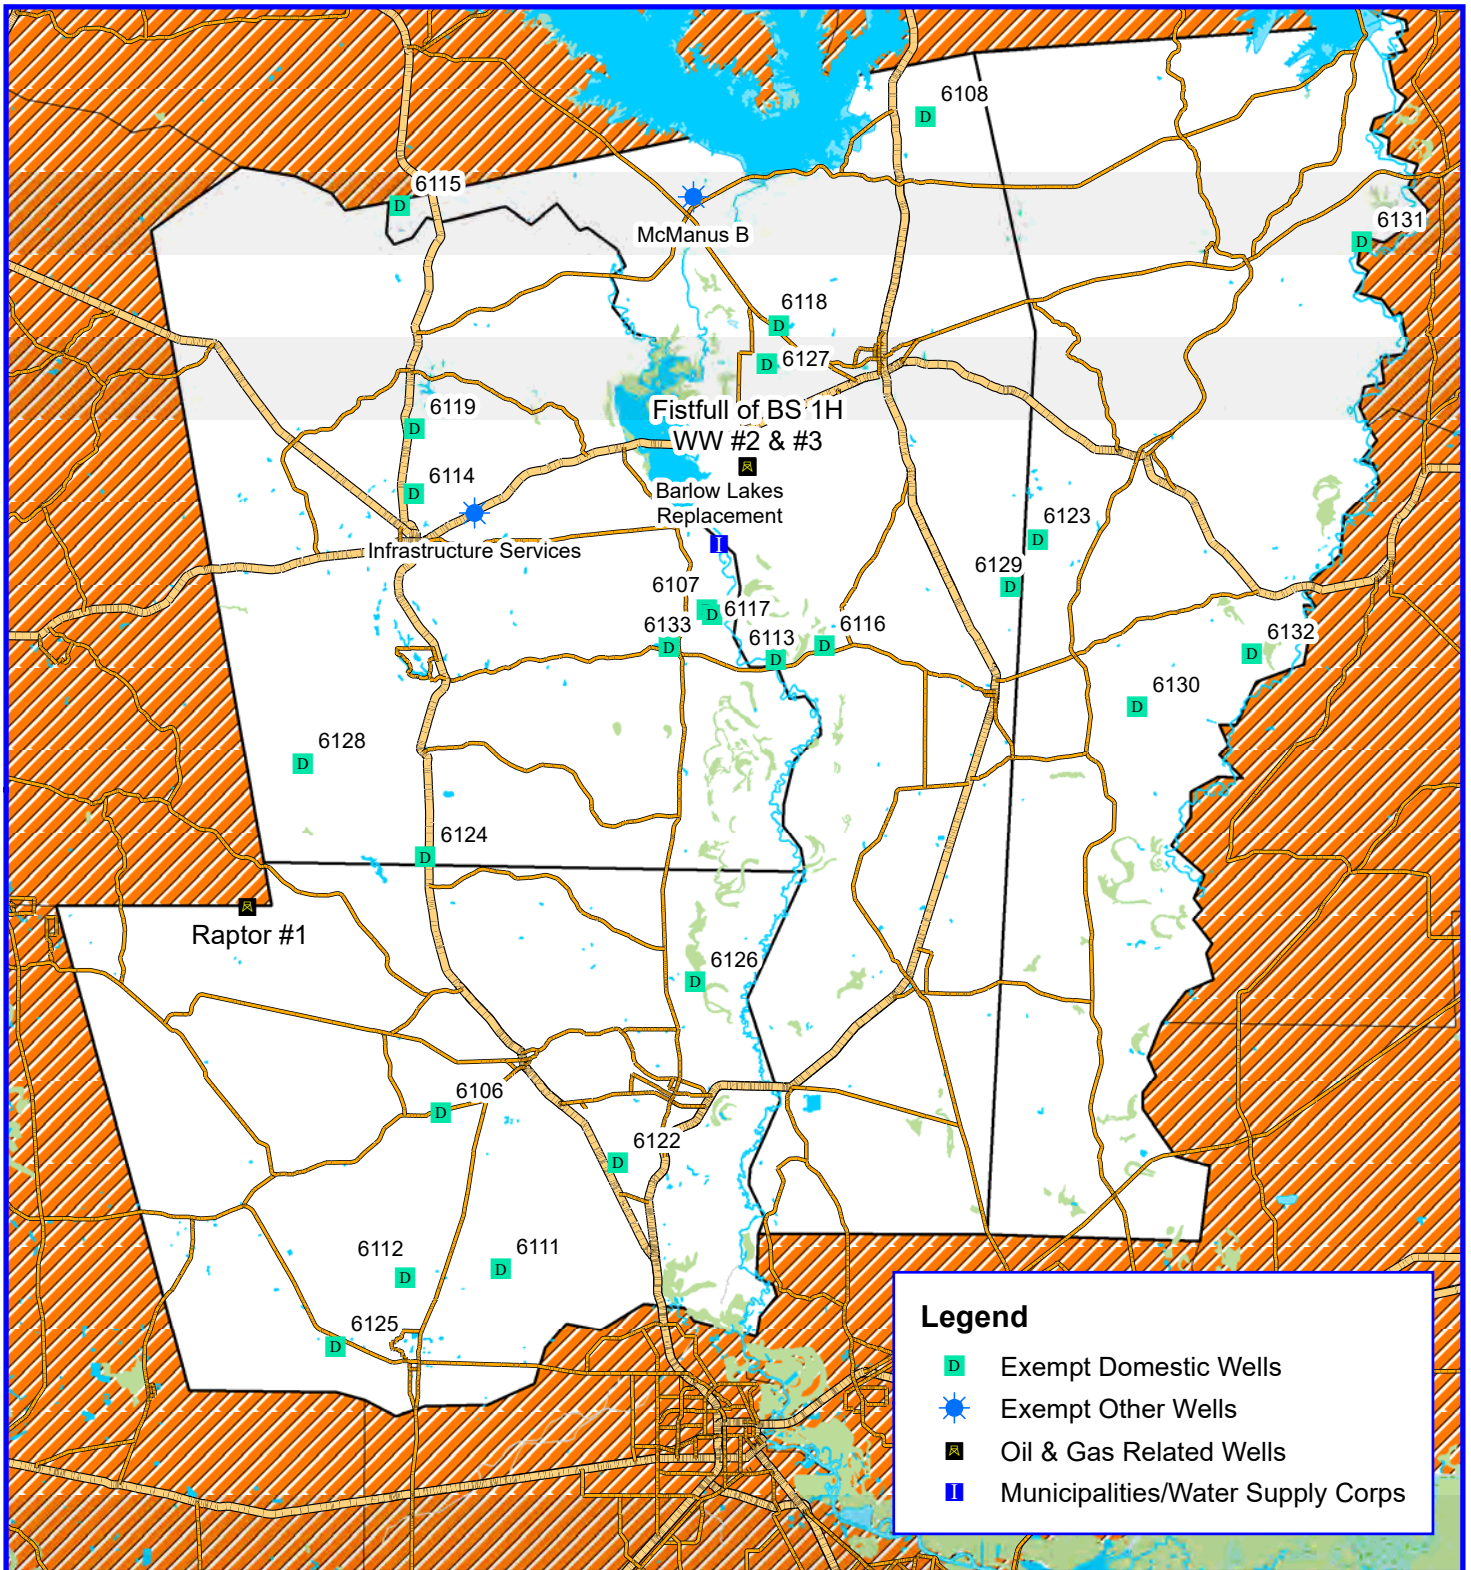 6108
6115
6131
McManus B
6118
6127
Fistfull of BS 1H
WW #2 & #3
6119
6114
Barlow Lakes
Replacement
6123
Infrastructure Services
6129
6107
6117
6133
6113
6116
6132
6130
6128
6124
Raptor #1
6126
6106
6122
6112
6111
6125
Legend
D Exempt Domestic Wells
Exempt Other Wells
Oil & Gas Related Wells
I Municipalities/Water Supply Corps